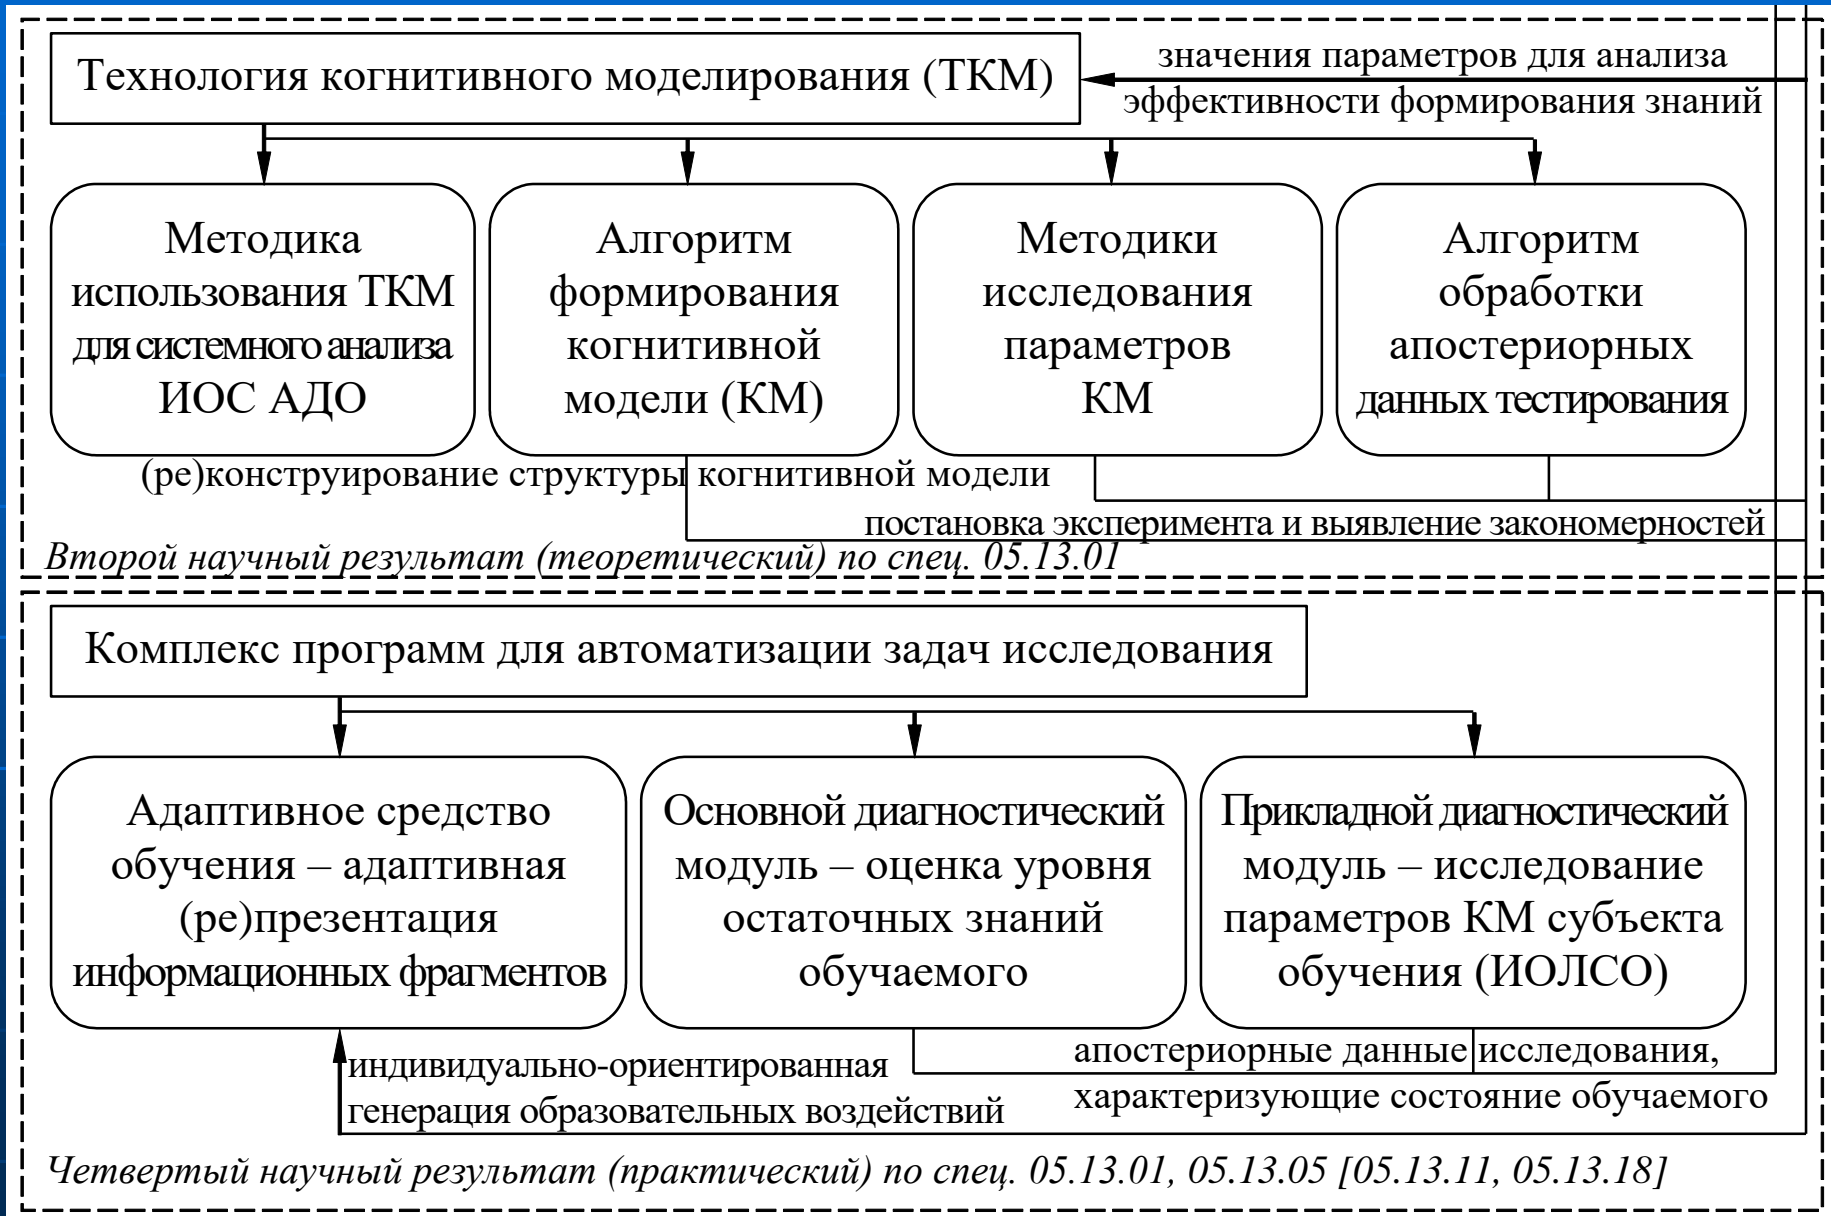 Технология когнитивного моделирования (ТКМ)
значения параметров для анализа
эффективности формирования знаний
Методика
использования ТКМ
для системного анализа
ИОС АДО
Алгоритм
формирования
когнитивной
модели (КМ)
Методики
исследования
параметров
КМ
Алгоритм
обработки
апостериорных
данных тестирования
(ре)конструирование структуры когнитивной модели
постановка эксперимента и выявление закономерностей
Второй научный результат (теоретический) по спец. 05.13.01
Комплекс программ для автоматизации задач исследования
Адаптивное средство
обучения – адаптивная
(ре)презентация
информационных фрагментов
Основной диагностический
модуль – оценка уровня
остаточных знаний
обучаемого
Прикладной диагностический
модуль – исследование
параметров КМ субъекта
обучения (ИОЛСО)
индивидуально-ориентированная
генерация образовательных воздействий
апостериорные данные исследования,
характеризующие состояние обучаемого
Четвертый научный результат (практический) по спец. 05.13.01, 05.13.05 [05.13.11, 05.13.18]